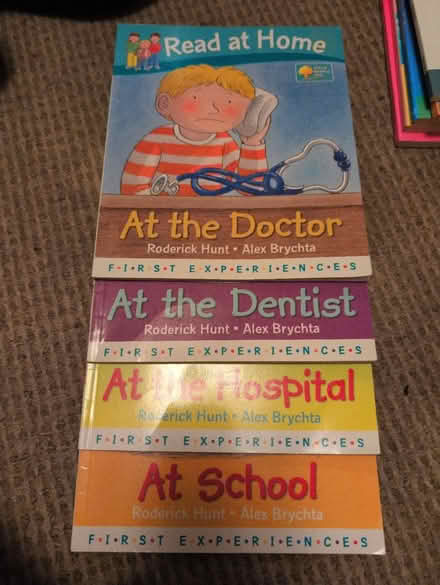 Read at Home
At the Doctor
Roderick Hunt • Alex Brychta
F•I•R•S•T E•X•P•E•R•I•E•N•C•E•S
At the Dentist
Roderick Hunt • Alex Brychta
F•I•R•S•T E•X•P•E•R•I•E•N•C•E•S
At the Hospital
Roderick Hunt • Alex Brychta
F•I•R•S•T E•X•P•E•R•I•E•N•C•E•S
At School
Roderick Hunt • Alex Brychta
F•I•R•S•T E•X•P•E•R•I•E•N•C•E•S